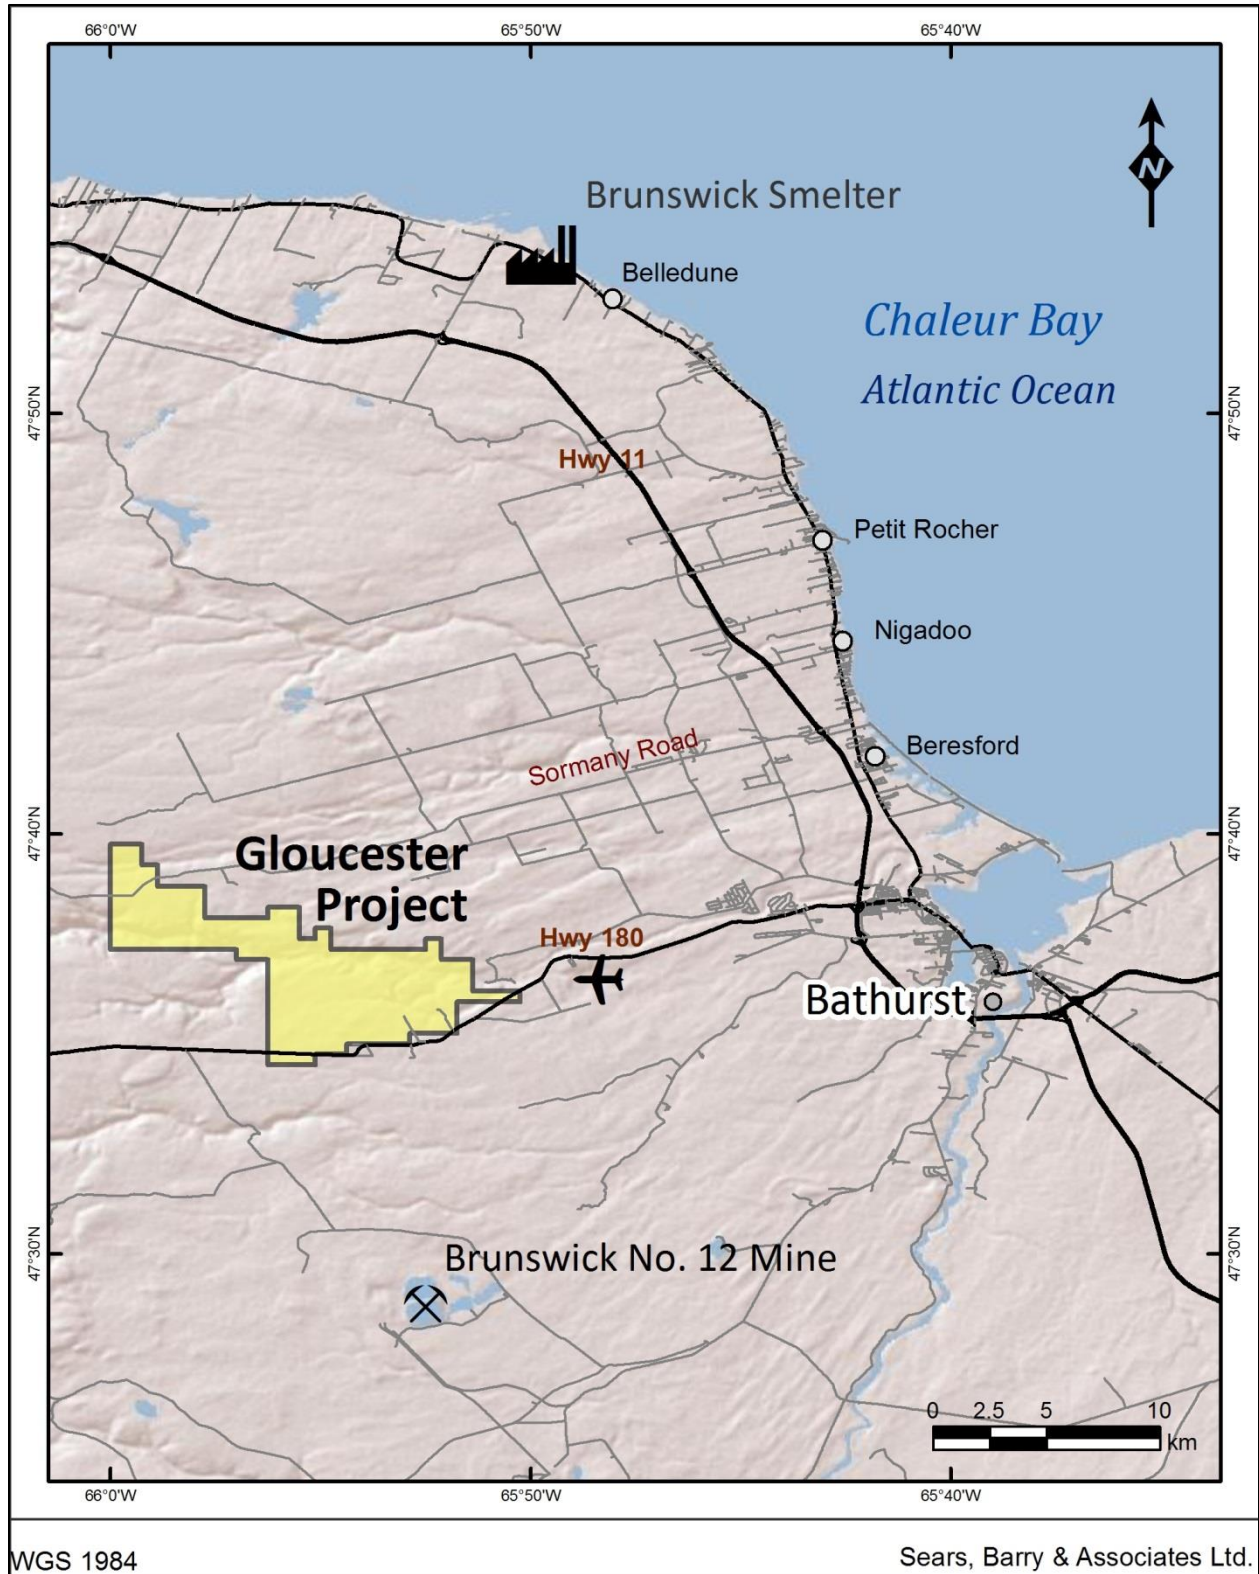 66°0'W
65°50'W
65°40'W
N
Brunswick Smelter
Belledune
Chaleur Bay
Atlantic Ocean
47°50'N
47°50'N
Hwy 11
Petit Rocher
Nigadoo
Sormany Road
Beresford
47°40'N
47°40'N
Gloucester
Project
Hwy 180
Bathurst
47°30'N
47°30'N
Brunswick No. 12 Mine
0 2.5 5 10
km
66°0'W
65°50'W
65°40'W
WGS 1984
Sears, Barry & Associates Ltd.